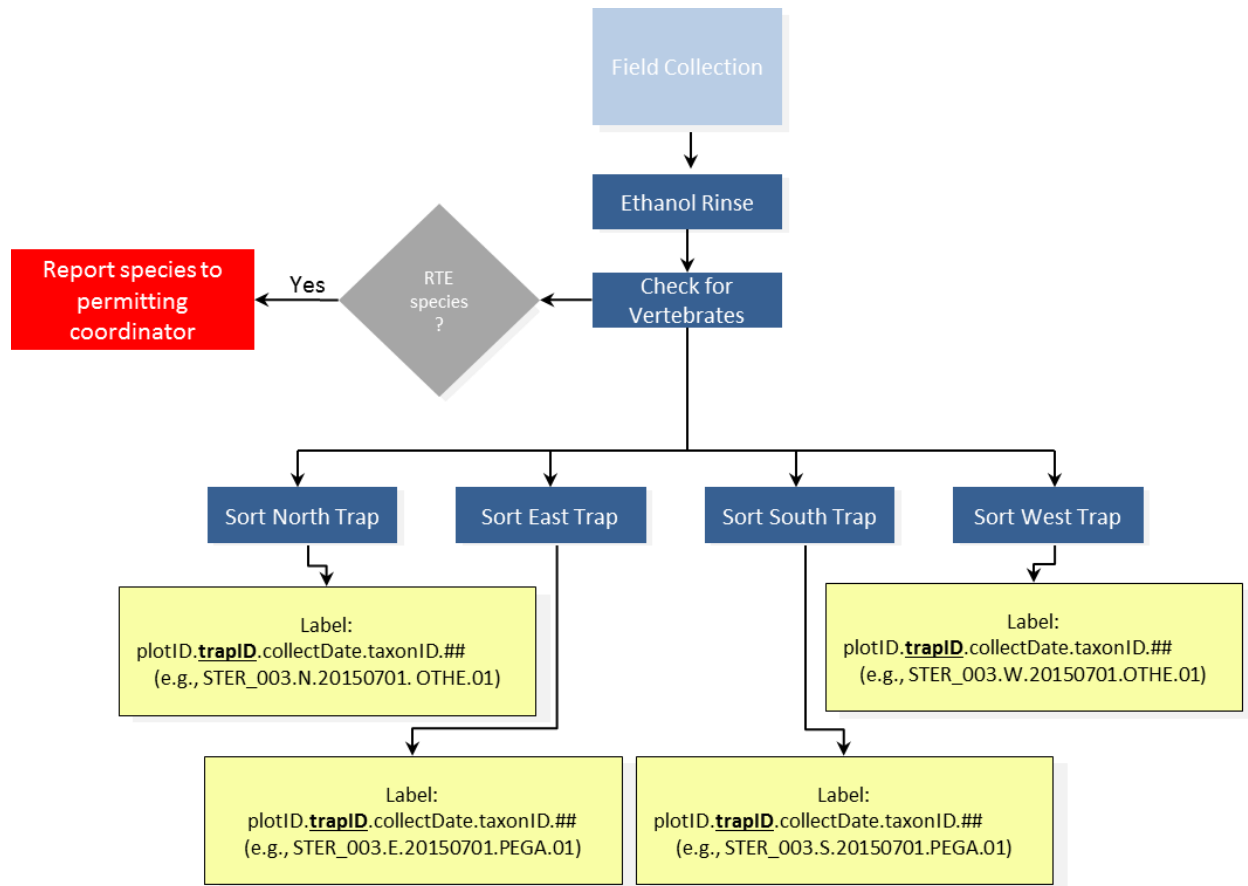 Field Collection
Ethanol Rinse
Check for
Vertebrates
RTE
species
?
Yes
Report species to
permitting
coordinator
Sort North Trap
Sort East Trap
Sort South Trap
Sort West Trap
Label:
plotID.trapID.collectDate.taxonID.##
(e.g., STER_003.N.20150701. OTHE.01)
Label:
plotID.trapID.collectDate.taxonID.##
(e.g., STER_003.W.20150701.OTHE.01)
Label:
plotID.trapID.collectDate.taxonID.##
(e.g., STER_003.E.20150701.PEGA.01)
Label:
plotID.trapID.collectDate.taxonID.##
(e.g., STER_003.S.20150701.PEGA.01)